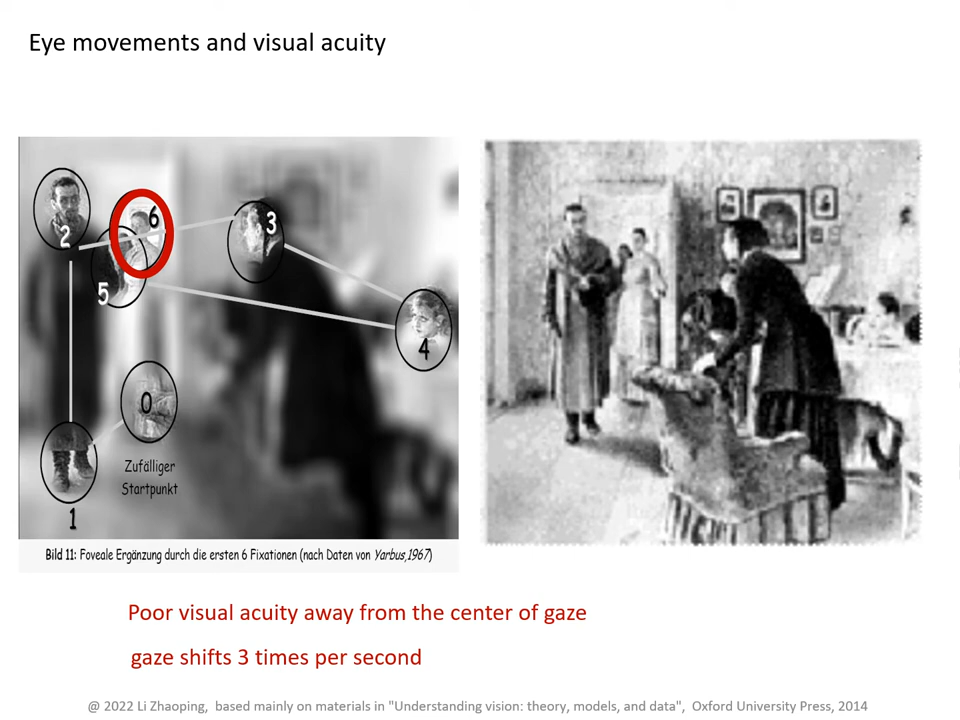 Eye movements and visual acuity
2
6
3
5
4
0
Zufälliger
Startpunkt
1
Bild 11: Foveale Ergänzung durch die ersten 6 Fixationen (nach Daten von Yarbus,1967)
Poor visual acuity away from the center of gaze
gaze shifts 3 times per second
@ 2022 Li Zhaoping, based mainly on materials in "Understanding vision: theory, models, and data", Oxford University Press, 2014